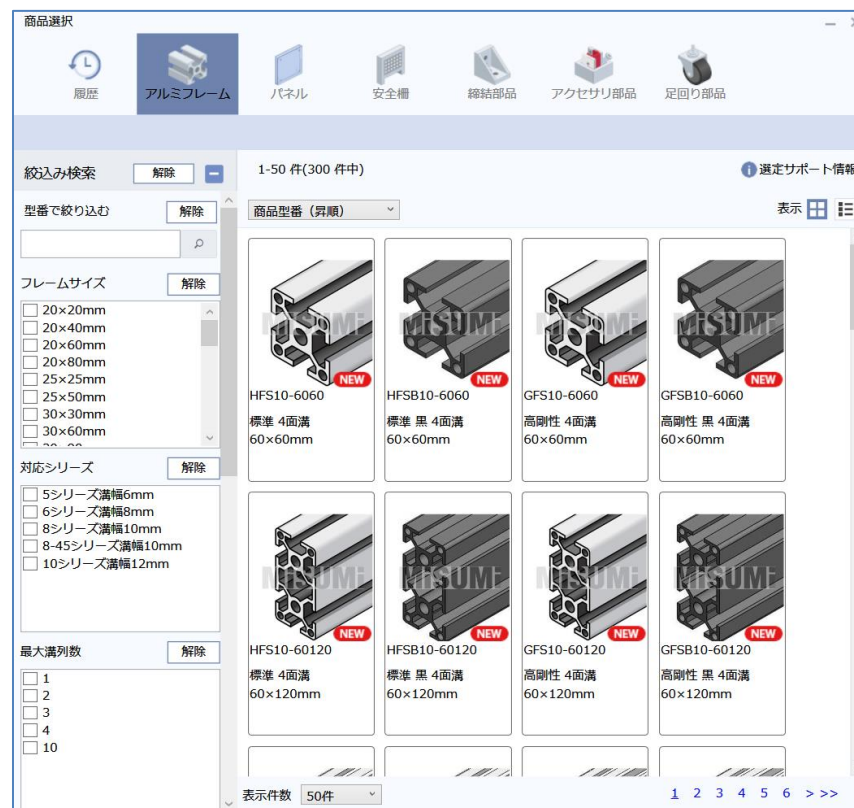 商品選択
履歴
アルミフレーム
パネル
安全柵
締結部品
アクセサリ部品
足回り部品
絞込み検索
解除
1-50 件(300 件中)
選定サポート情報
型番で絞り込む
解除
商品型番（昇順）
表示
フレームサイズ
解除
20×20mm
20×40mm
20×60mm
20×80mm
25×25mm
25×50mm
30×30mm
30×60mm
対応シリーズ
解除
5シリーズ溝幅6mm
6シリーズ溝幅8mm
8シリーズ溝幅10mm
8-45シリーズ溝幅10mm
10シリーズ溝幅12mm
最大溝列数
解除
1
2
3
4
10
MiSUMi
NEW
HFS10-6060
標準 4面溝
60×60mm
MiSUMi
NEW
HFSB10-6060
標準 黒 4面溝
60×60mm
MiSUMi
NEW
GFS10-6060
高剛性 4面溝
60×60mm
MiSUMi
NEW
GFSB10-6060
高剛性 黒 4面溝
60×60mm
MiSUMi
NEW
HFS10-60120
標準 4面溝
60×120mm
MiSUMi
NEW
HFSB10-60120
標準 黒 4面溝
60×120mm
MiSUMi
NEW
GFS10-60120
高剛性 4面溝
60×120mm
MiSUMi
NEW
GFSB10-60120
高剛性 黒 4面溝
60×120mm
表示件数 50件
1 2 3 4 5 6 > >>